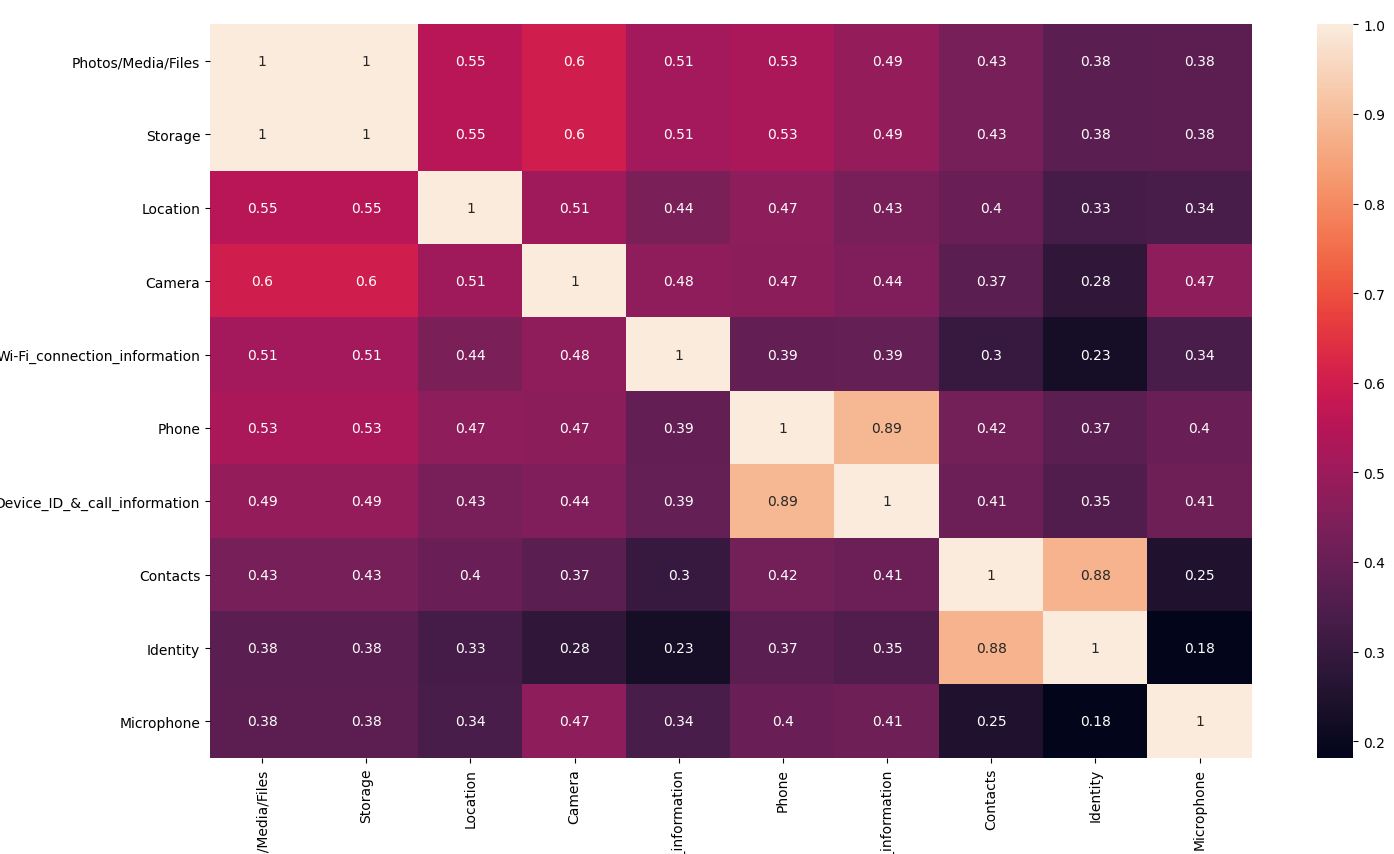 Photos/Media/Files 1 1 0.55 0.6 0.51 0.53 0.49 0.43 0.38 0.38
Storage 1 1 0.55 0.6 0.51 0.53 0.49 0.43 0.38 0.38
Location 0.55 0.55 1 0.51 0.44 0.47 0.43 0.4 0.33 0.34
Camera 0.6 0.6 0.51 1 0.48 0.47 0.44 0.37 0.28 0.47
Wi-Fi_connection_information 0.51 0.51 0.44 0.48 1 0.39 0.39 0.3 0.23 0.34
Phone 0.53 0.53 0.47 0.47 0.39 1 0.89 0.42 0.37 0.4
Device_ID_&_call_information 0.49 0.49 0.43 0.44 0.39 0.89 1 0.41 0.35 0.41
Contacts 0.43 0.43 0.4 0.37 0.3 0.42 0.41 1 0.88 0.25
Identity 0.38 0.38 0.33 0.28 0.23 0.37 0.35 0.88 1 0.18
Microphone 0.38 0.38 0.34 0.47 0.34 0.4 0.41 0.25 0.18 1
/Media/Files
Storage
Location
Camera
_information
Phone
_information
Contacts
Identity
Microphone
1.0
0.9
0.8
0.7
0.6
0.5
0.4
0.3
0.2